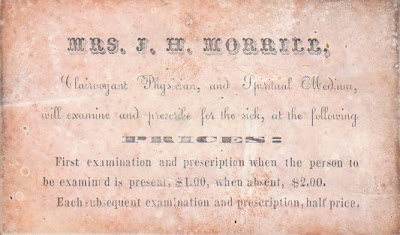 MRS. J. H. MORRILL,
Clairvoyant Physician, and Spiritual Medium,
will examine and prescribe for the sick, at the following
PRICES:
First examination and prescription when the person to
be examined is present, $1.00, when absent, $2.00.
Each subsequent examination and prescription, half price.